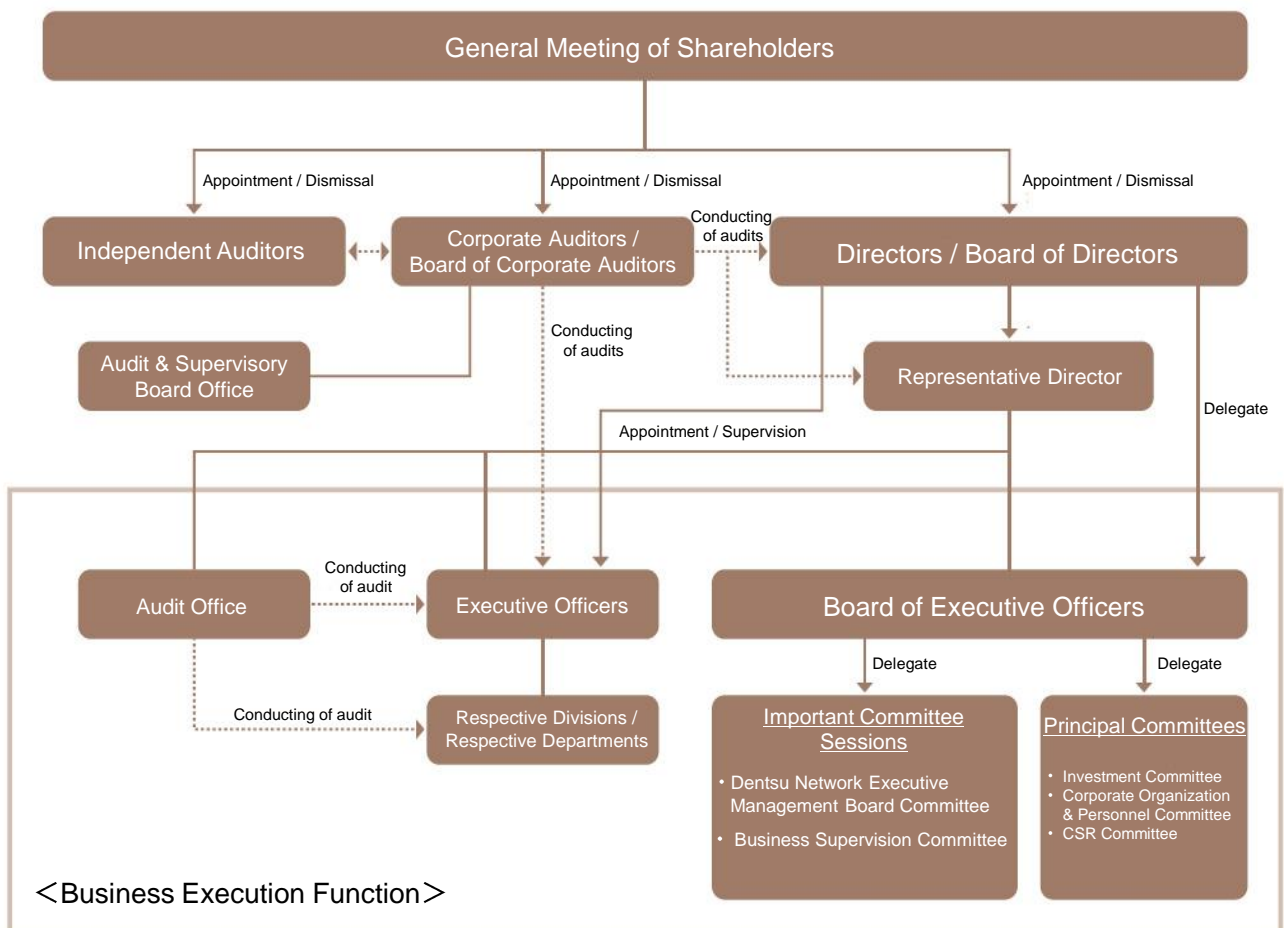 General Meeting of Shareholders
Appointment / Dismissal
Appointment / Dismissal
Appointment / Dismissal
Independent Auditors
Corporate Auditors /
Board of Corporate Auditors
Conducting
of audits
Directors / Board of Directors
Audit & Supervisory
Board Office
Conducting
of audits
Representative Director
Appointment / Supervision
Delegate
Audit Office
Conducting
of audit
Executive Officers
Board of Executive Officers
Conducting of audit
Respective Divisions /
Respective Departments
Delegate
Delegate
Important Committee
Sessions
• Dentsu Network Executive
Management Board Committee
• Business Supervision Committee
Principal Committees
• Investment Committee
• Corporate Organization
& Personnel Committee
• CSR Committee
＜Business Execution Function＞